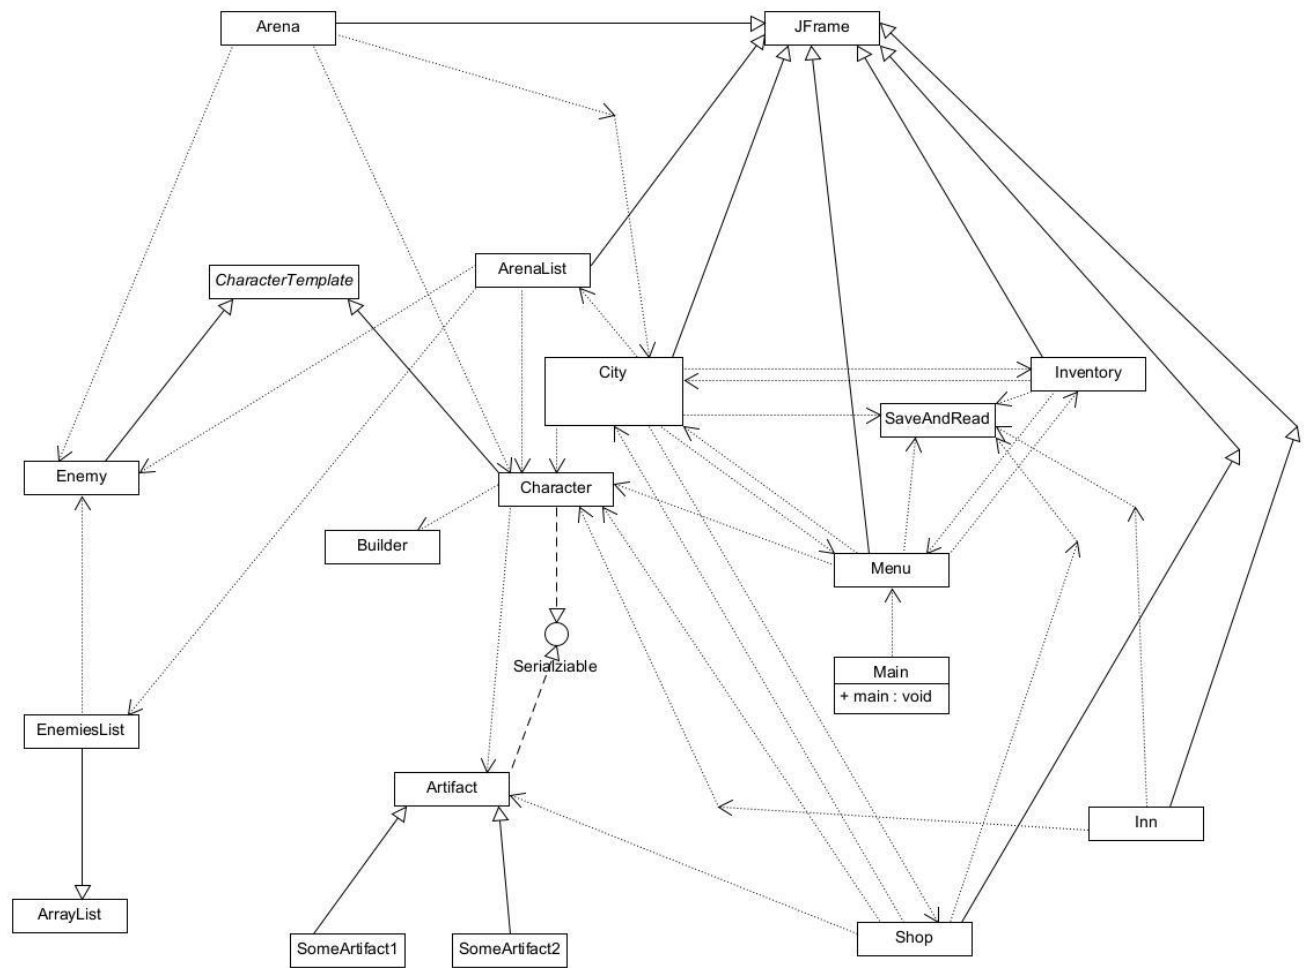 Arena
JFrame
ArenaList
CharacterTemplate
City
Inventory
SaveAndRead
Enemy
Character
Builder
Menu
Serialziable
Main
+ main : void
EnemiesList
Artifact
Inn
ArrayList
Shop
SomeArtifact1
SomeArtifact2